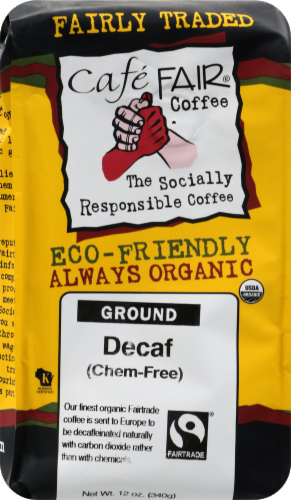 FAIRLY TRADED
Café FAIR®
Coffee
The Socially
Responsible Coffee
ECO-FRIENDLY
ALWAYS ORGANIC
USDA
ORGANIC
GROUND
Decaf
(Chem-Free)
Our finest organic Fairtrade
coffee is sent to Europe to
be decaffeinated naturally
with carbon dioxide rather
then with chemicals.
FAIRTRADE
K
Net Wt. 12 oz. (340g)